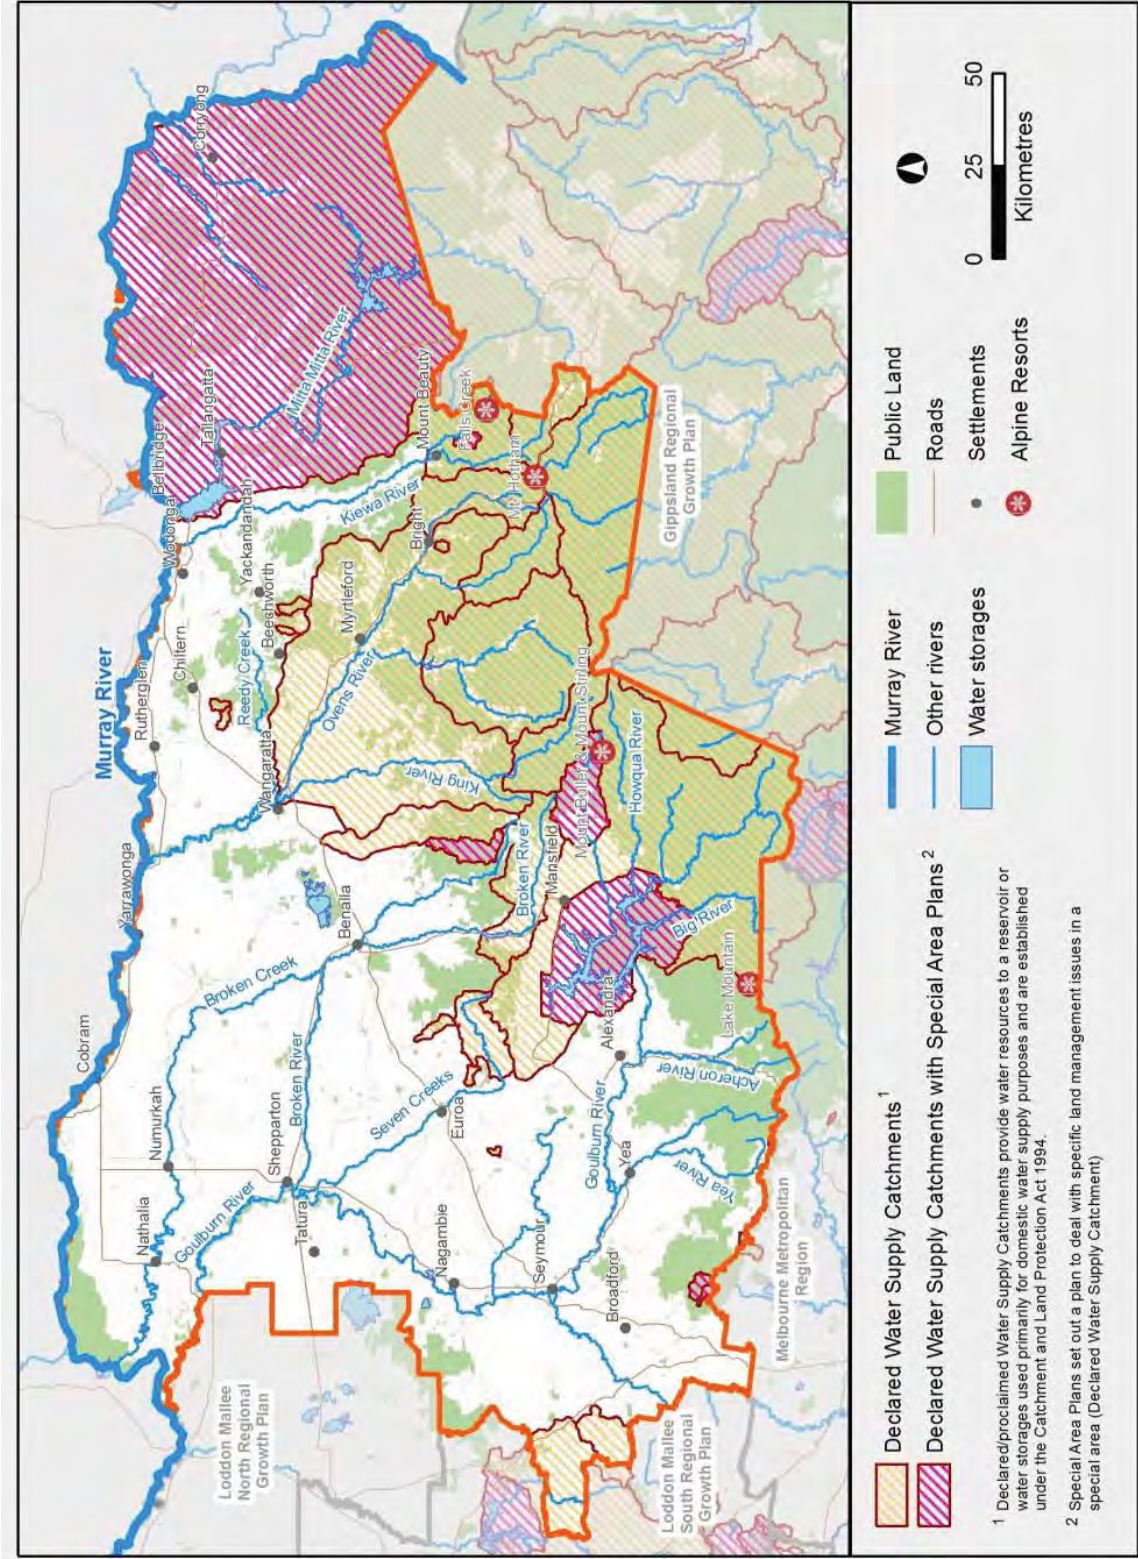 Murray River
Cobram
Yarrawonga
Rutherglen
Chiltern
Wodonga
Bellbridge
Tallangatta
Corryong
Nathalia
Numurkah
Broken Creek
Goulburn River
Shepparton
Tatura
Broken River
Benalla
Wangaratta
Reedy Creek
Beechworth
Yackandandah
Kiewa River
Mitta Mitta River
Ovens River
Myrtleford
Bright
Mount Beauty
Falls Creek
Mt Hotham
King River
Seven Creeks
Euroa
Nagambie
Broken River
Mansfield
Mount Buller & Mount Stirling
Howqua River
Big River
Seymour
Goulburn River
Alexandra
Lake Mountain
Yea
Yea River
Acheron River
Broadford
Loddon Mallee
North Regional
Growth Plan
Loddon Mallee
South Regional
Growth Plan
Melbourne Metropolitan
Region
Gippsland Regional
Growth Plan
Declared Water Supply Catchments 1
Declared Water Supply Catchments with Special Area Plans 2
Murray River
Other rivers
Water storages
Public Land
Roads
Settlements
Alpine Resorts
0 25 50
Kilometres
1 Declared/proclaimed Water Supply Catchments provide water resources to a reservoir or
water storages used primarily for domestic water supply purposes and are established
under the Catchment and Land Protection Act 1994.
2 Special Area Plans set out a plan to deal with specific land management issues in a
special area (Declared Water Supply Catchment)